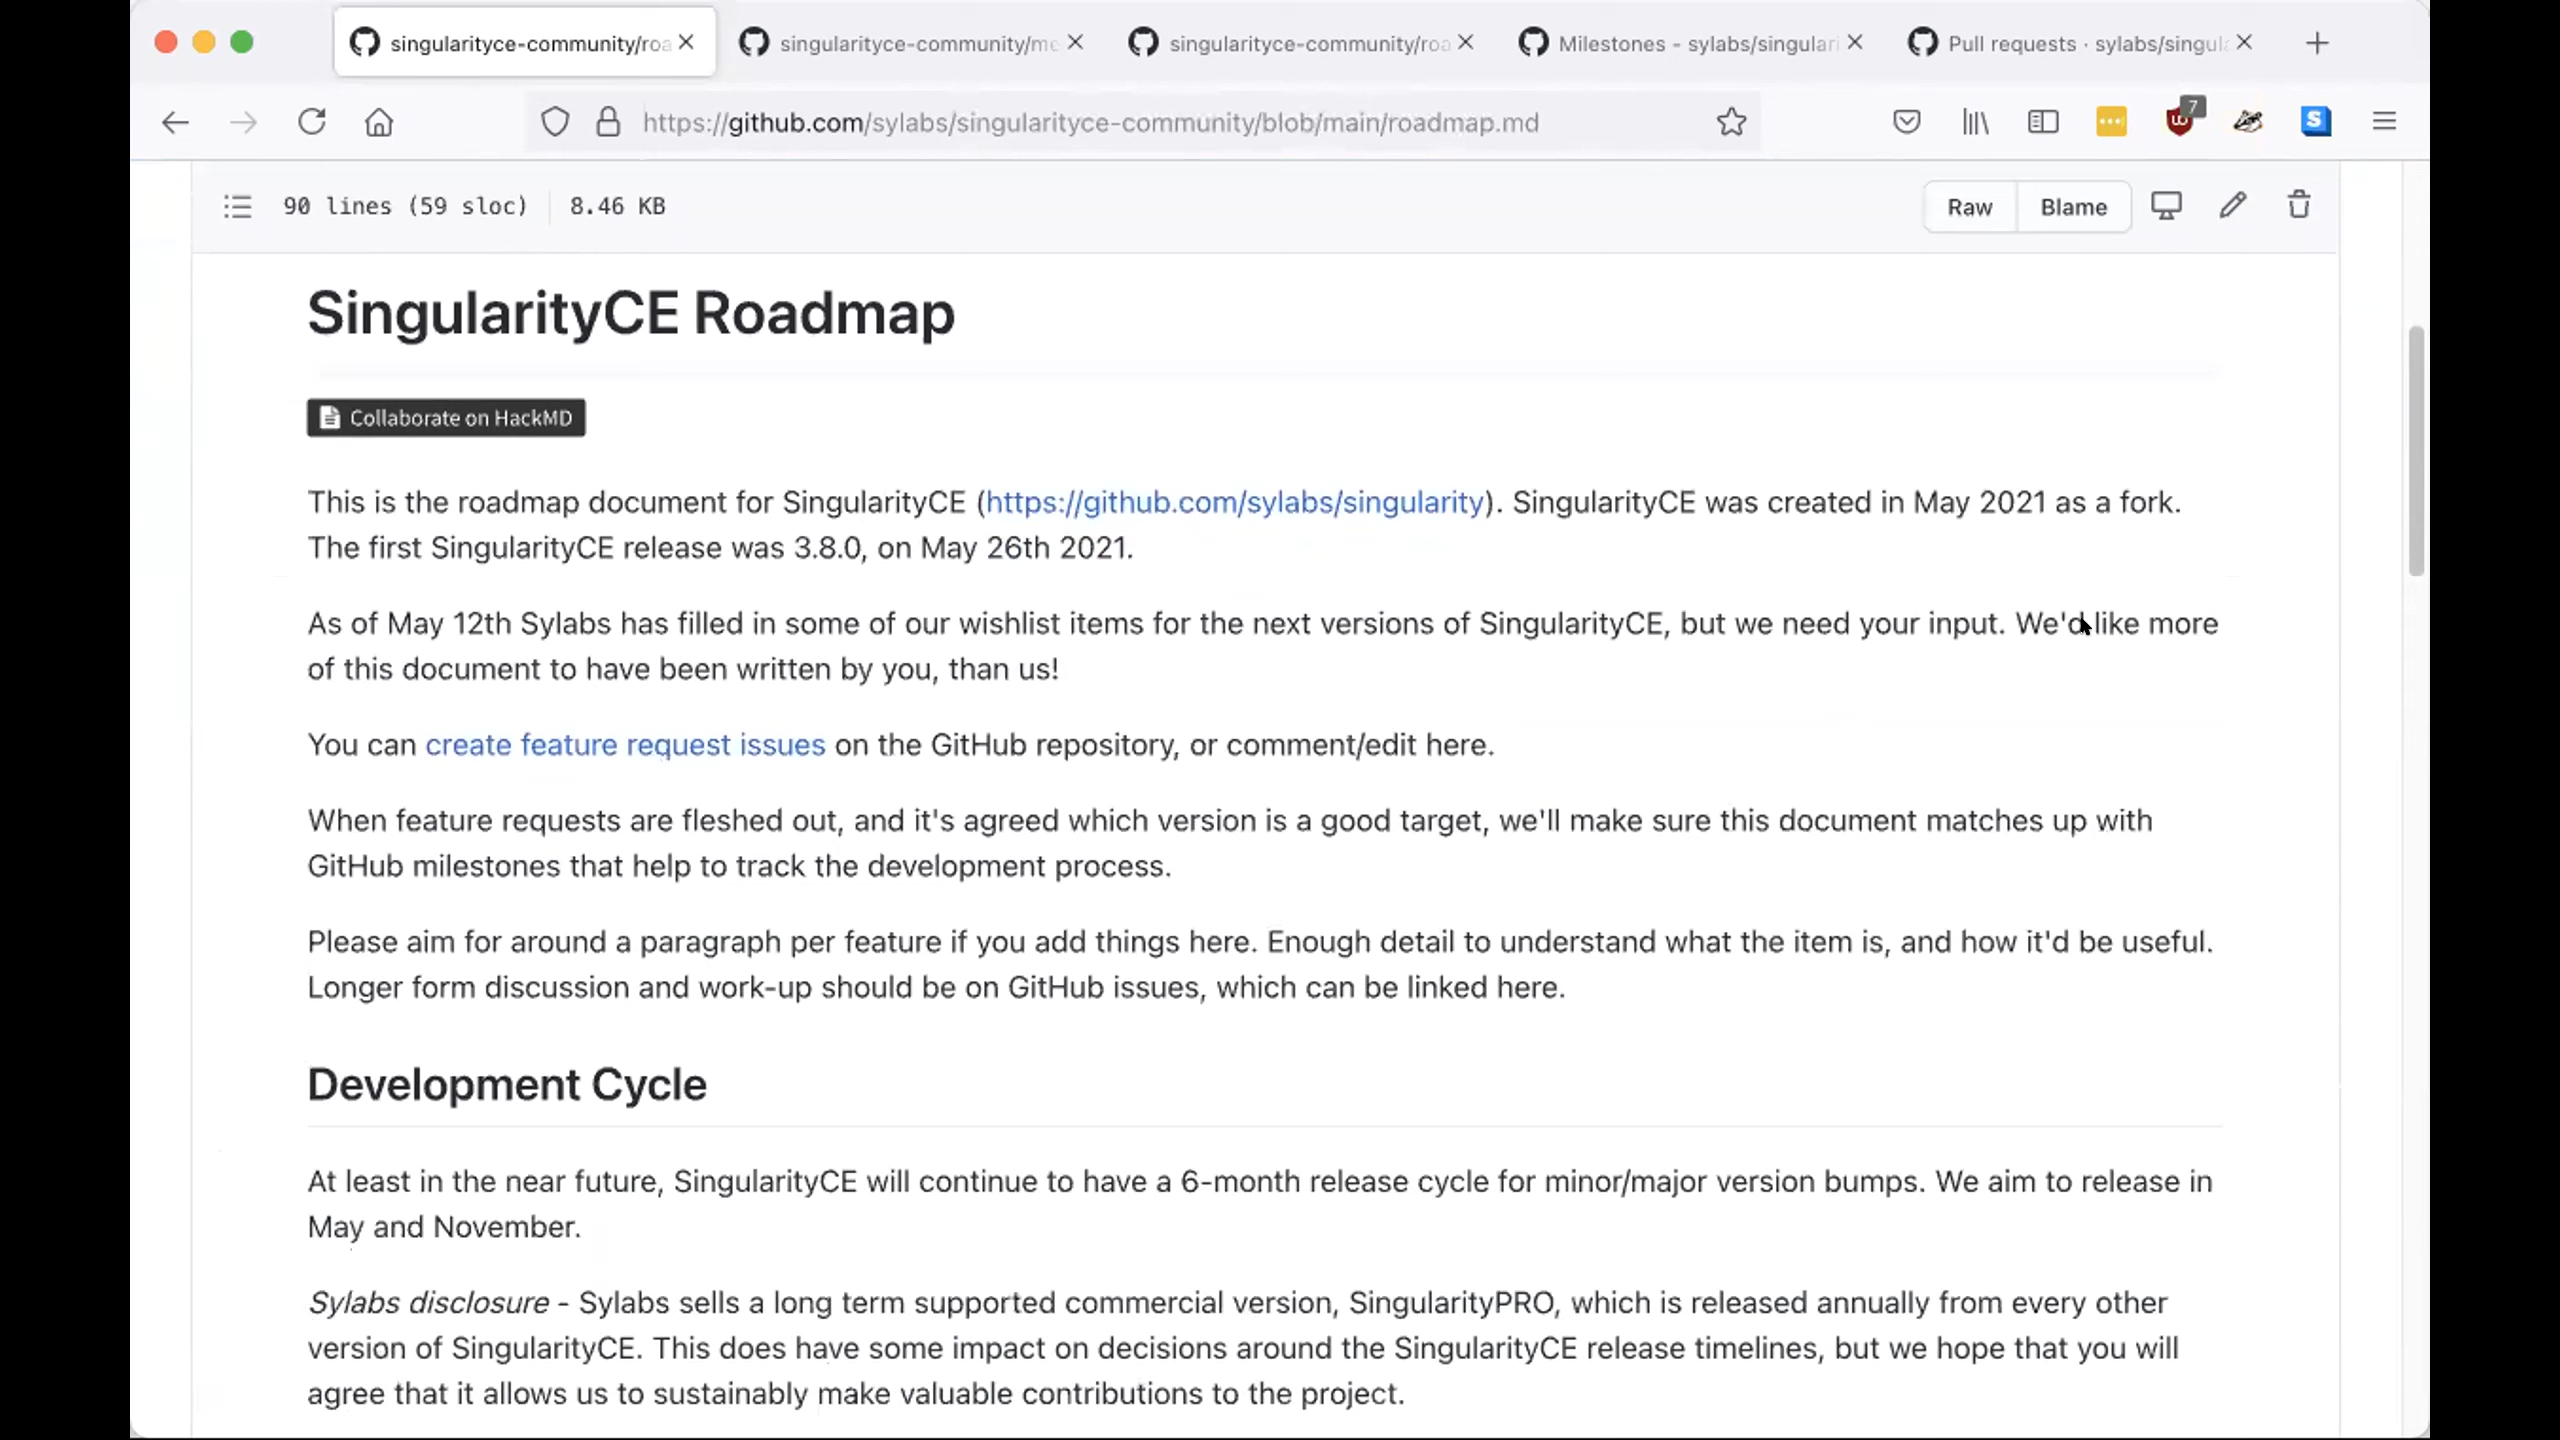 singularityce-community/roa
singularityce-community/me
singularityce-community/roa
Milestones - sylabs/singulari
Pull requests · sylabs/singula
https://github.com/sylabs/singularityce-community/blob/main/roadmap.md
7
S
90 lines (59 sloc) 8.46 KB
Raw
Blame
SingularityCE Roadmap
Collaborate on HackMD
This is the roadmap document for SingularityCE (https://github.com/sylabs/singularity). SingularityCE was created in May 2021 as a fork.
The first SingularityCE release was 3.8.0, on May 26th 2021.
As of May 12th Sylabs has filled in some of our wishlist items for the next versions of SingularityCE, but we need your input. We'd like more
of this document to have been written by you, than us!
You can create feature request issues on the GitHub repository, or comment/edit here.
When feature requests are fleshed out, and it's agreed which version is a good target, we'll make sure this document matches up with
GitHub milestones that help to track the development process.
Please aim for around a paragraph per feature if you add things here. Enough detail to understand what the item is, and how it'd be useful.
Longer form discussion and work-up should be on GitHub issues, which can be linked here.
Development Cycle
At least in the near future, SingularityCE will continue to have a 6-month release cycle for minor/major version bumps. We aim to release in
May and November.
Sylabs disclosure - Sylabs sells a long term supported commercial version, SingularityPRO, which is released annually from every other
version of SingularityCE. This does have some impact on decisions around the SingularityCE release timelines, but we hope that you will
agree that it allows us to sustainably make valuable contributions to the project.